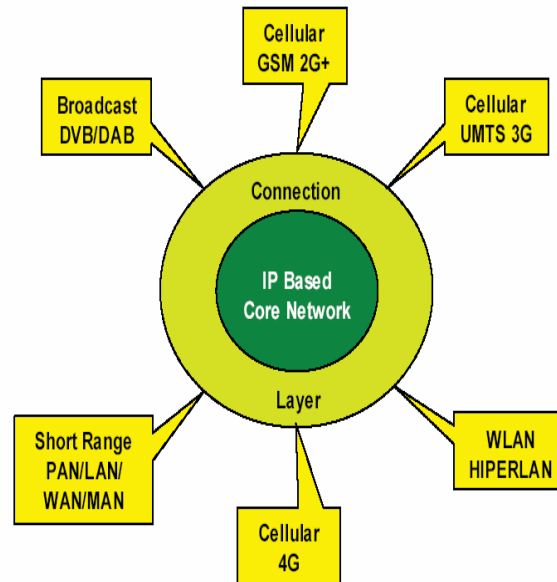 Cellular
GSM 2G+
Broadcast
DVB/DAB
Cellular
UMTS 3G
Connection
IP Based
Core Network
Layer
Short Range
PAN/LAN/
WAN/MAN
WLAN
HIPERLAN
Cellular
4G